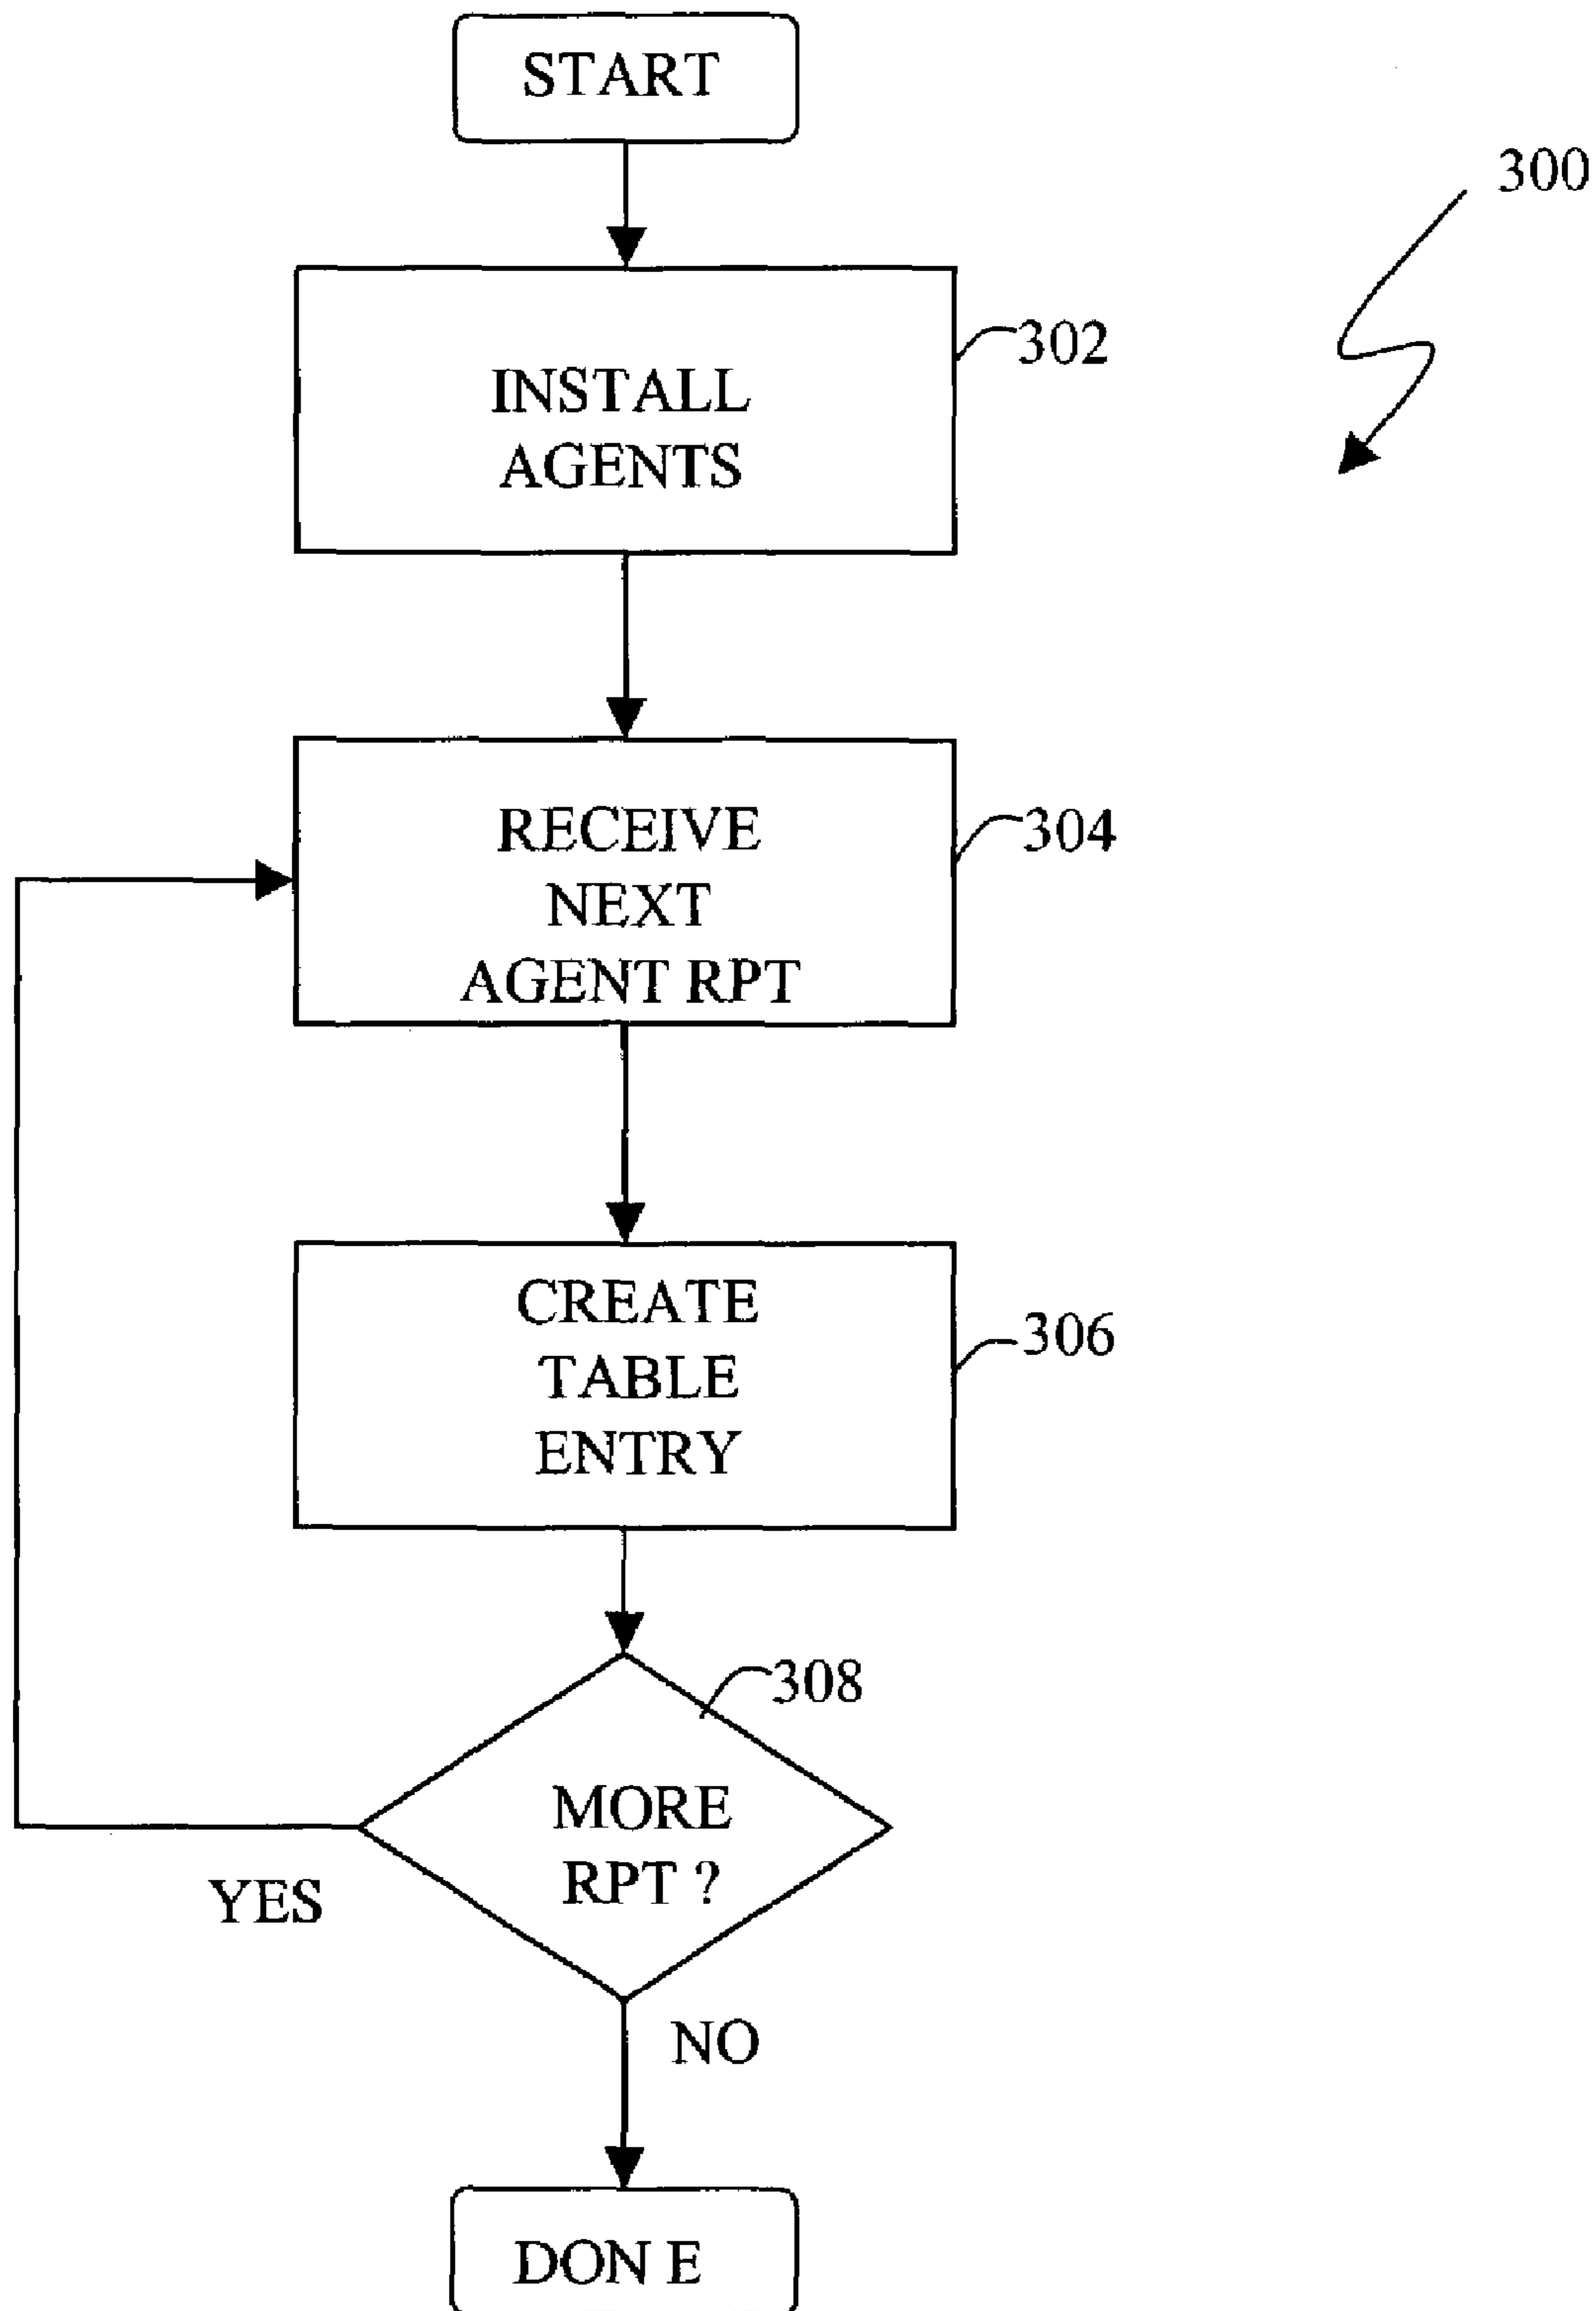 START
300
302
INSTALL
AGENTS
304
RECEIVE
NEXT
AGENT RPT
306
CREATE
TABLE
ENTRY
308
MORE
RPT ?
YES
NO
DON E